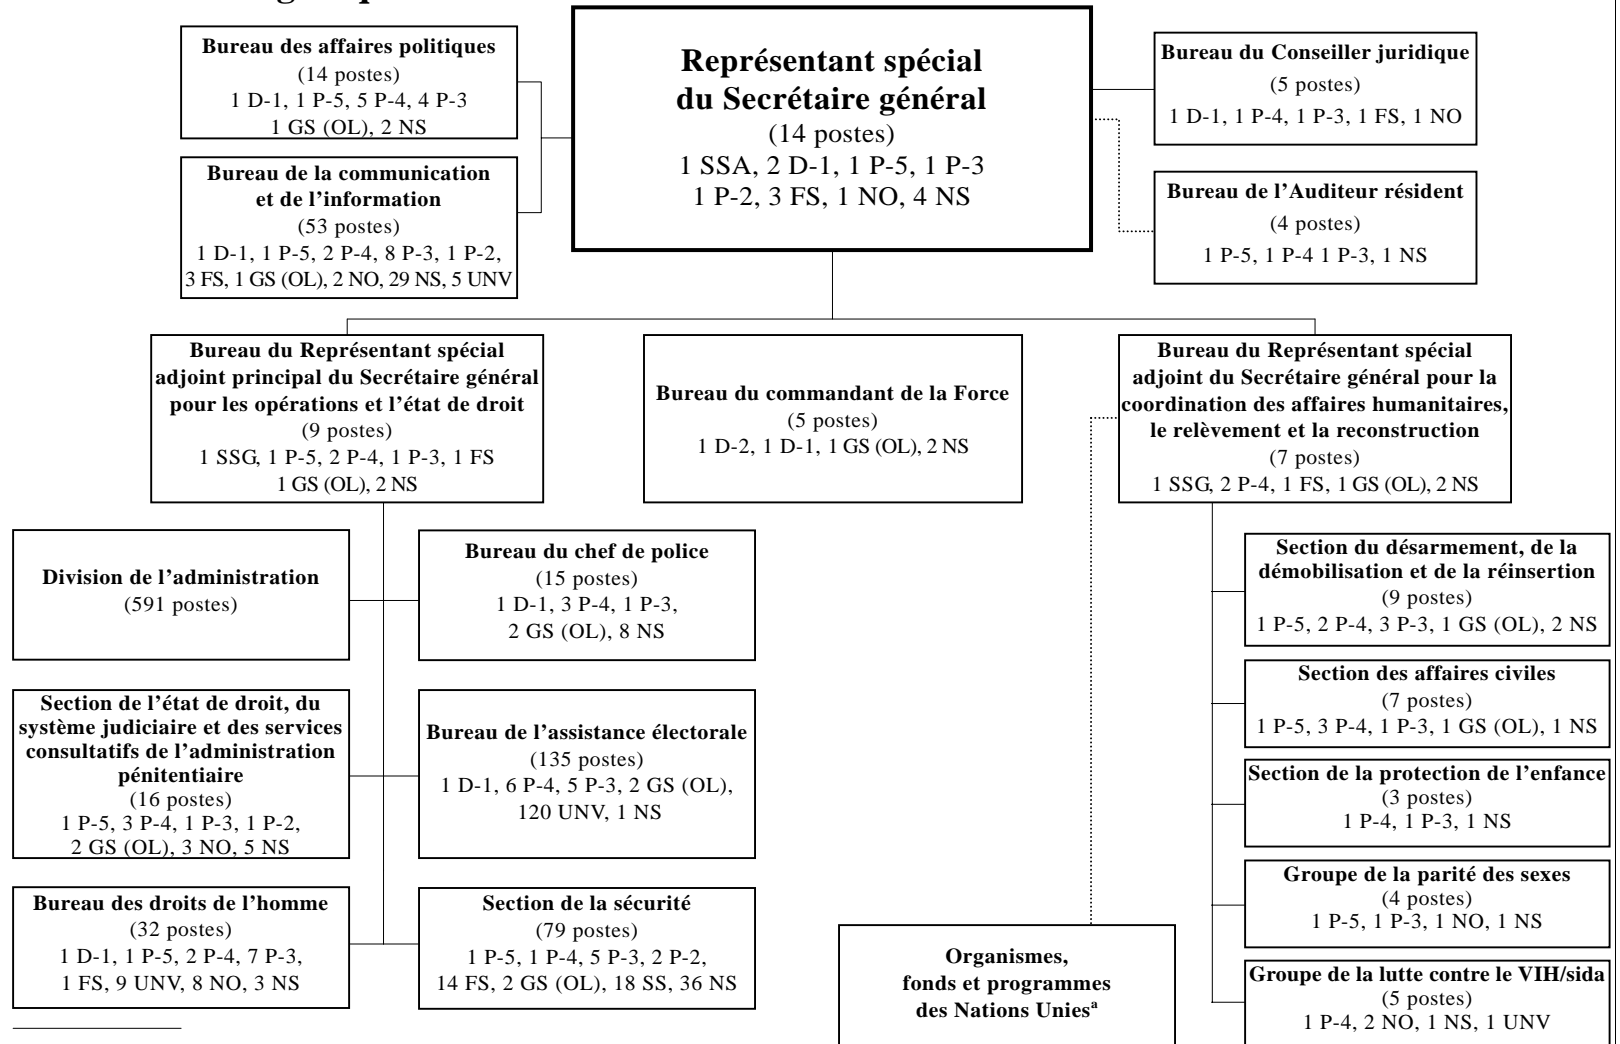 Bureau des affaires politiques
(14 postes)
1 D-1, 1 P-5, 5 P-4, 4 P-3
1 GS (OL), 2 NS
Bureau de la communication
et de l’information
(53 postes)
1 D-1, 1 P-5, 2 P-4, 8 P-3, 1 P-2,
3 FS, 1 GS (OL), 2 NO, 29 NS, 5 UNV
Représentant spécial
du Secrétaire général
(14 postes)
1 SSA, 2 D-1, 1 P-5, 1 P-3
1 P-2, 3 FS, 1 NO, 4 NS
Bureau du Conseiller juridique
(5 postes)
1 D-1, 1 P-4, 1 P-3, 1 FS, 1 NO
Bureau de l’Auditeur résident
(4 postes)
1 P-5, 1 P-4 1 P-3, 1 NS
Bureau du Représentant spécial
adjoint principal du Secrétaire général
pour les opérations et l’état de droit
(9 postes)
1 SSG, 1 P-5, 2 P-4, 1 P-3, 1 FS
1 GS (OL), 2 NS
Bureau du commandant de la Force
(5 postes)
1 D-2, 1 D-1, 1 GS (OL), 2 NS
Bureau du Représentant spécial
adjoint du Secrétaire général pour la
coordination des affaires humanitaires,
le relèvement et la reconstruction
(7 postes)
1 SSG, 2 P-4, 1 FS, 1 GS (OL), 2 NS
Division de l’administration
(591 postes)
Bureau du chef de police
(15 postes)
1 D-1, 3 P-4, 1 P-3,
2 GS (OL), 8 NS
Section de l’état de droit, du
système judiciaire et des services
consultatifs de l’administration
pénitentiaire
(16 postes)
1 P-5, 3 P-4, 1 P-3, 1 P-2,
2 GS (OL), 3 NO, 5 NS
Bureau de l’assistance électorale
(135 postes)
1 D-1, 6 P-4, 5 P-3, 2 GS (OL),
120 UNV, 1 NS
Bureau des droits de l’homme
(32 postes)
1 D-1, 1 P-5, 2 P-4, 7 P-3,
1 FS, 9 UNV, 8 NO, 3 NS
Section de la sécurité
(79 postes)
1 P-5, 1 P-4, 5 P-3, 2 P-2,
14 FS, 2 GS (OL), 18 SS, 36 NS
Organismes,
fonds et programmes
des Nations Uniesᵃ
Section du désarmement, de la
démobilisation et de la réinsertion
(9 postes)
1 P-5, 2 P-4, 3 P-3, 1 GS (OL), 2 NS
Section des affaires civiles
(7 postes)
1 P-5, 3 P-4, 1 P-3, 1 GS (OL), 1 NS
Section de la protection de l’enfance
(3 postes)
1 P-4, 1 P-3, 1 NS
Groupe de la parité des sexes
(4 postes)
1 P-5, 1 P-3, 1 NO, 1 NS
Groupe de la lutte contre le VIH/sida
(5 postes)
1 P-4, 2 NO, 1 NS, 1 UNV